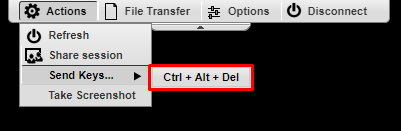 Actions File Transfer Options Disconnect
Refresh
Share session
Send Keys... Ctrl + Alt + Del
Take Screenshot